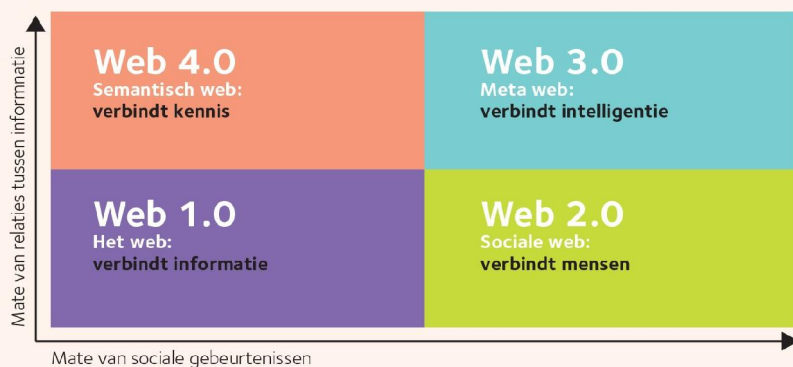 Mate van relaties tussen informnatie
Web 4.0
Semantisch web:
verbindt kennis
Web 3.0
Meta web:
verbindt intelligentie
Web 1.0
Het web:
verbindt informatie
Web 2.0
Sociale web:
verbindt mensen
Mate van sociale gebeurtenissen